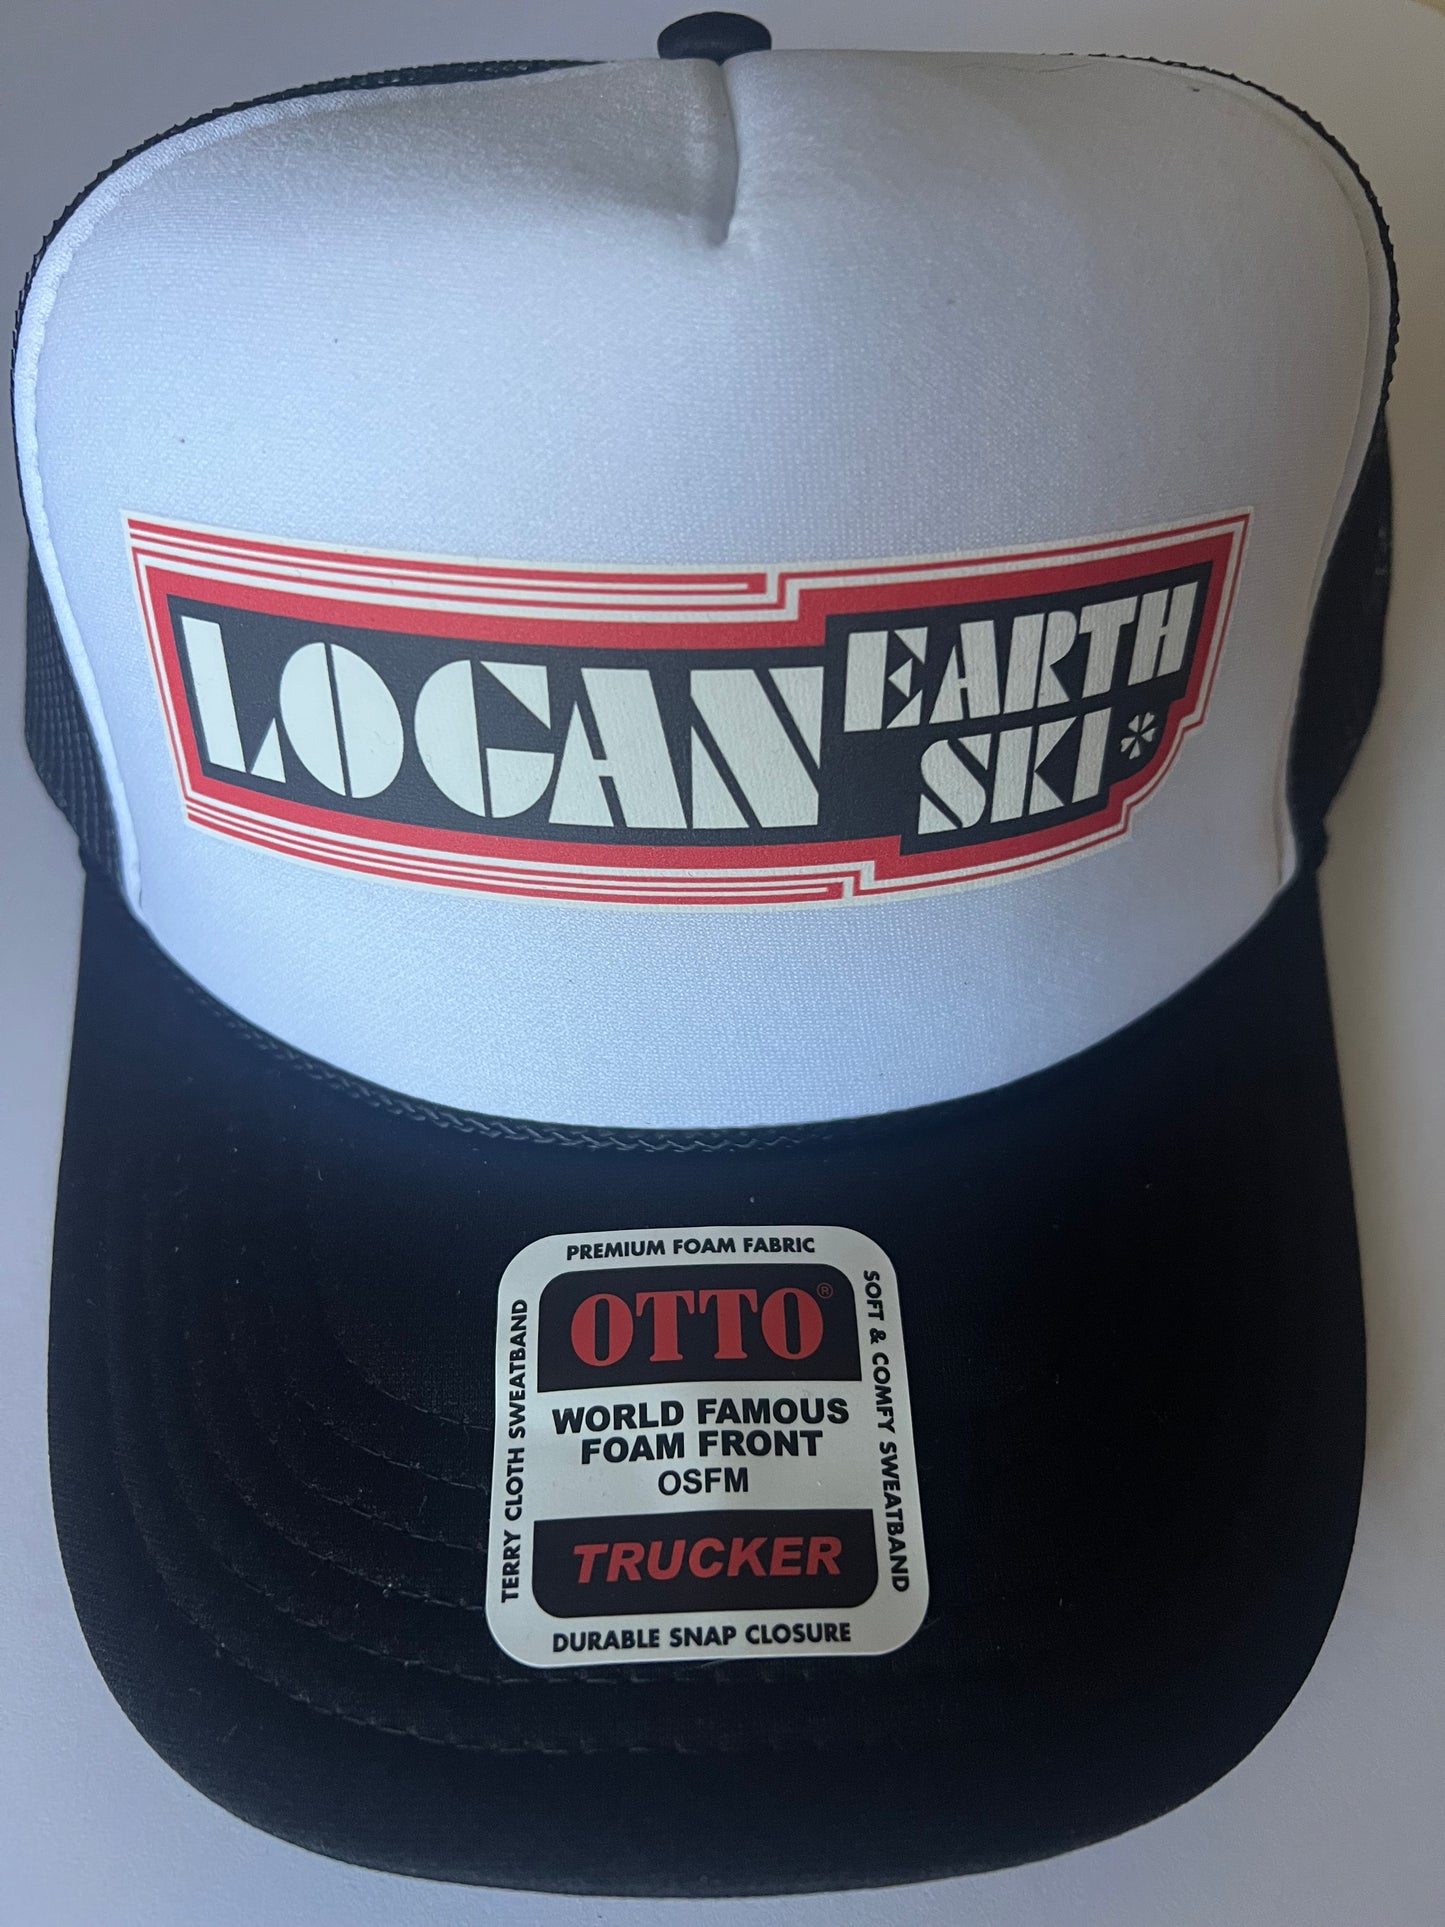 LOGAN EARTH
SKI
PREMIUM FOAM FABRIC
OTTO®
WORLD FAMOUS
FOAM FRONT
OSFM
TRUCKER
DURABLE SNAP CLOSURE
TERRY CLOTH SWEATBAND
SOFT & COMFY SWEATBAND